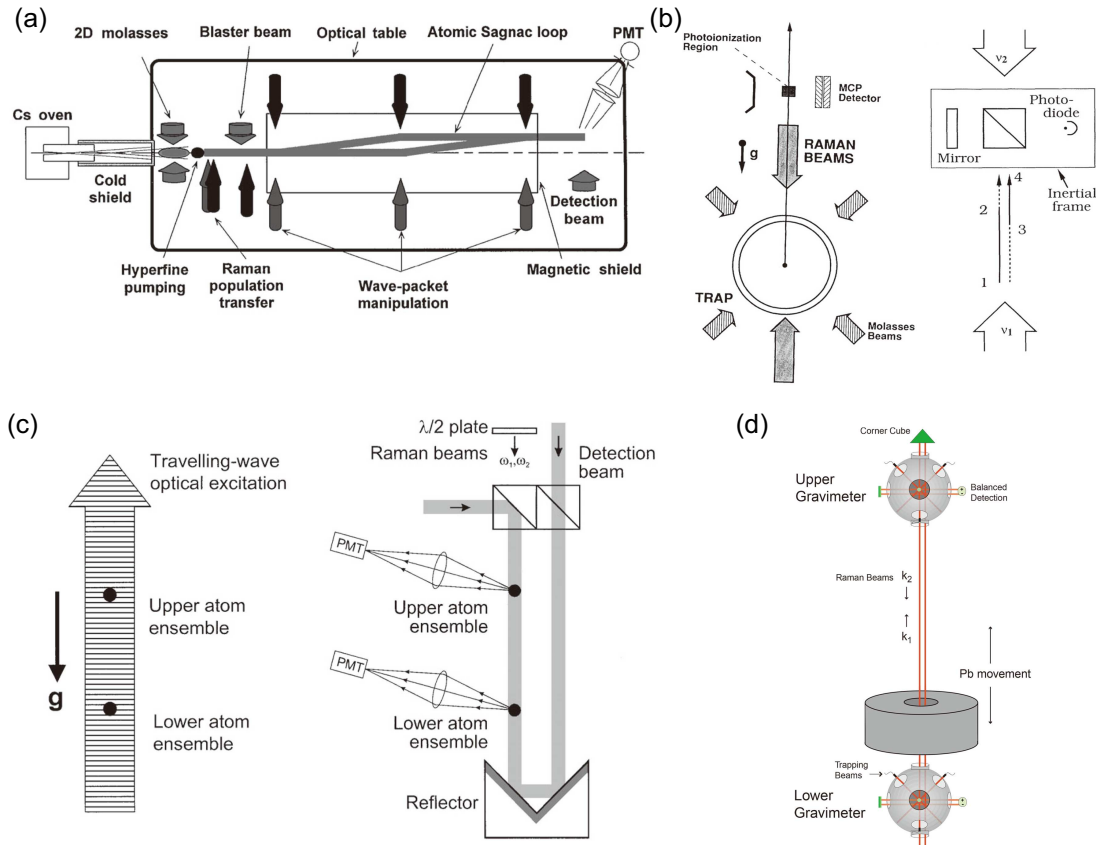 (a)
2D molasses
Blaster beam
Optical table
Atomic Sagnac loop
PMT
Cs oven
Cold
shield
Hyperfine
pumping
Raman
population
transfer
Wave-packet
manipulation
Detection
beam
Magnetic shield
(b)
Photoionization
Region
MCP
Detector
g
RAMAN
BEAMS
TRAP
Molasses
Beams
ν2
Photo-
diode
Mirror
Inertial
frame
4
2
3
1
ν1
(c)
Travelling-wave
optical excitation
Upper atom
ensemble
g
Lower atom
ensemble
λ/2 plate
Raman beams
ω1,ω2
Detection
beam
PMT
Upper atom
ensemble
PMT
Lower atom
ensemble
Reflector
(d)
Corner Cube
Upper
Gravimeter
Balanced
Detection
Raman Beams
k2
k1
Pb movement
Trapping
Beams
Lower
Gravimeter